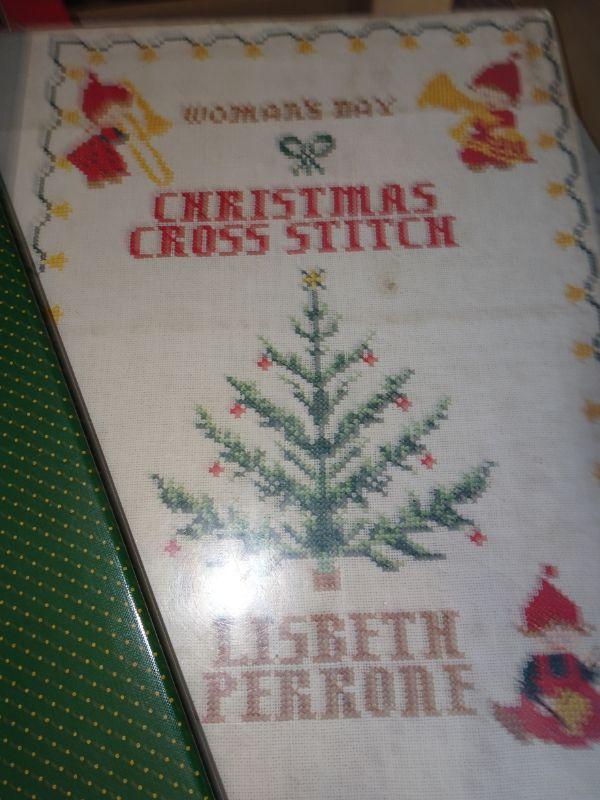 WOMAN'S DAY
CHRISTMAS
CROSS STITCH
LISBETH
PERRONE